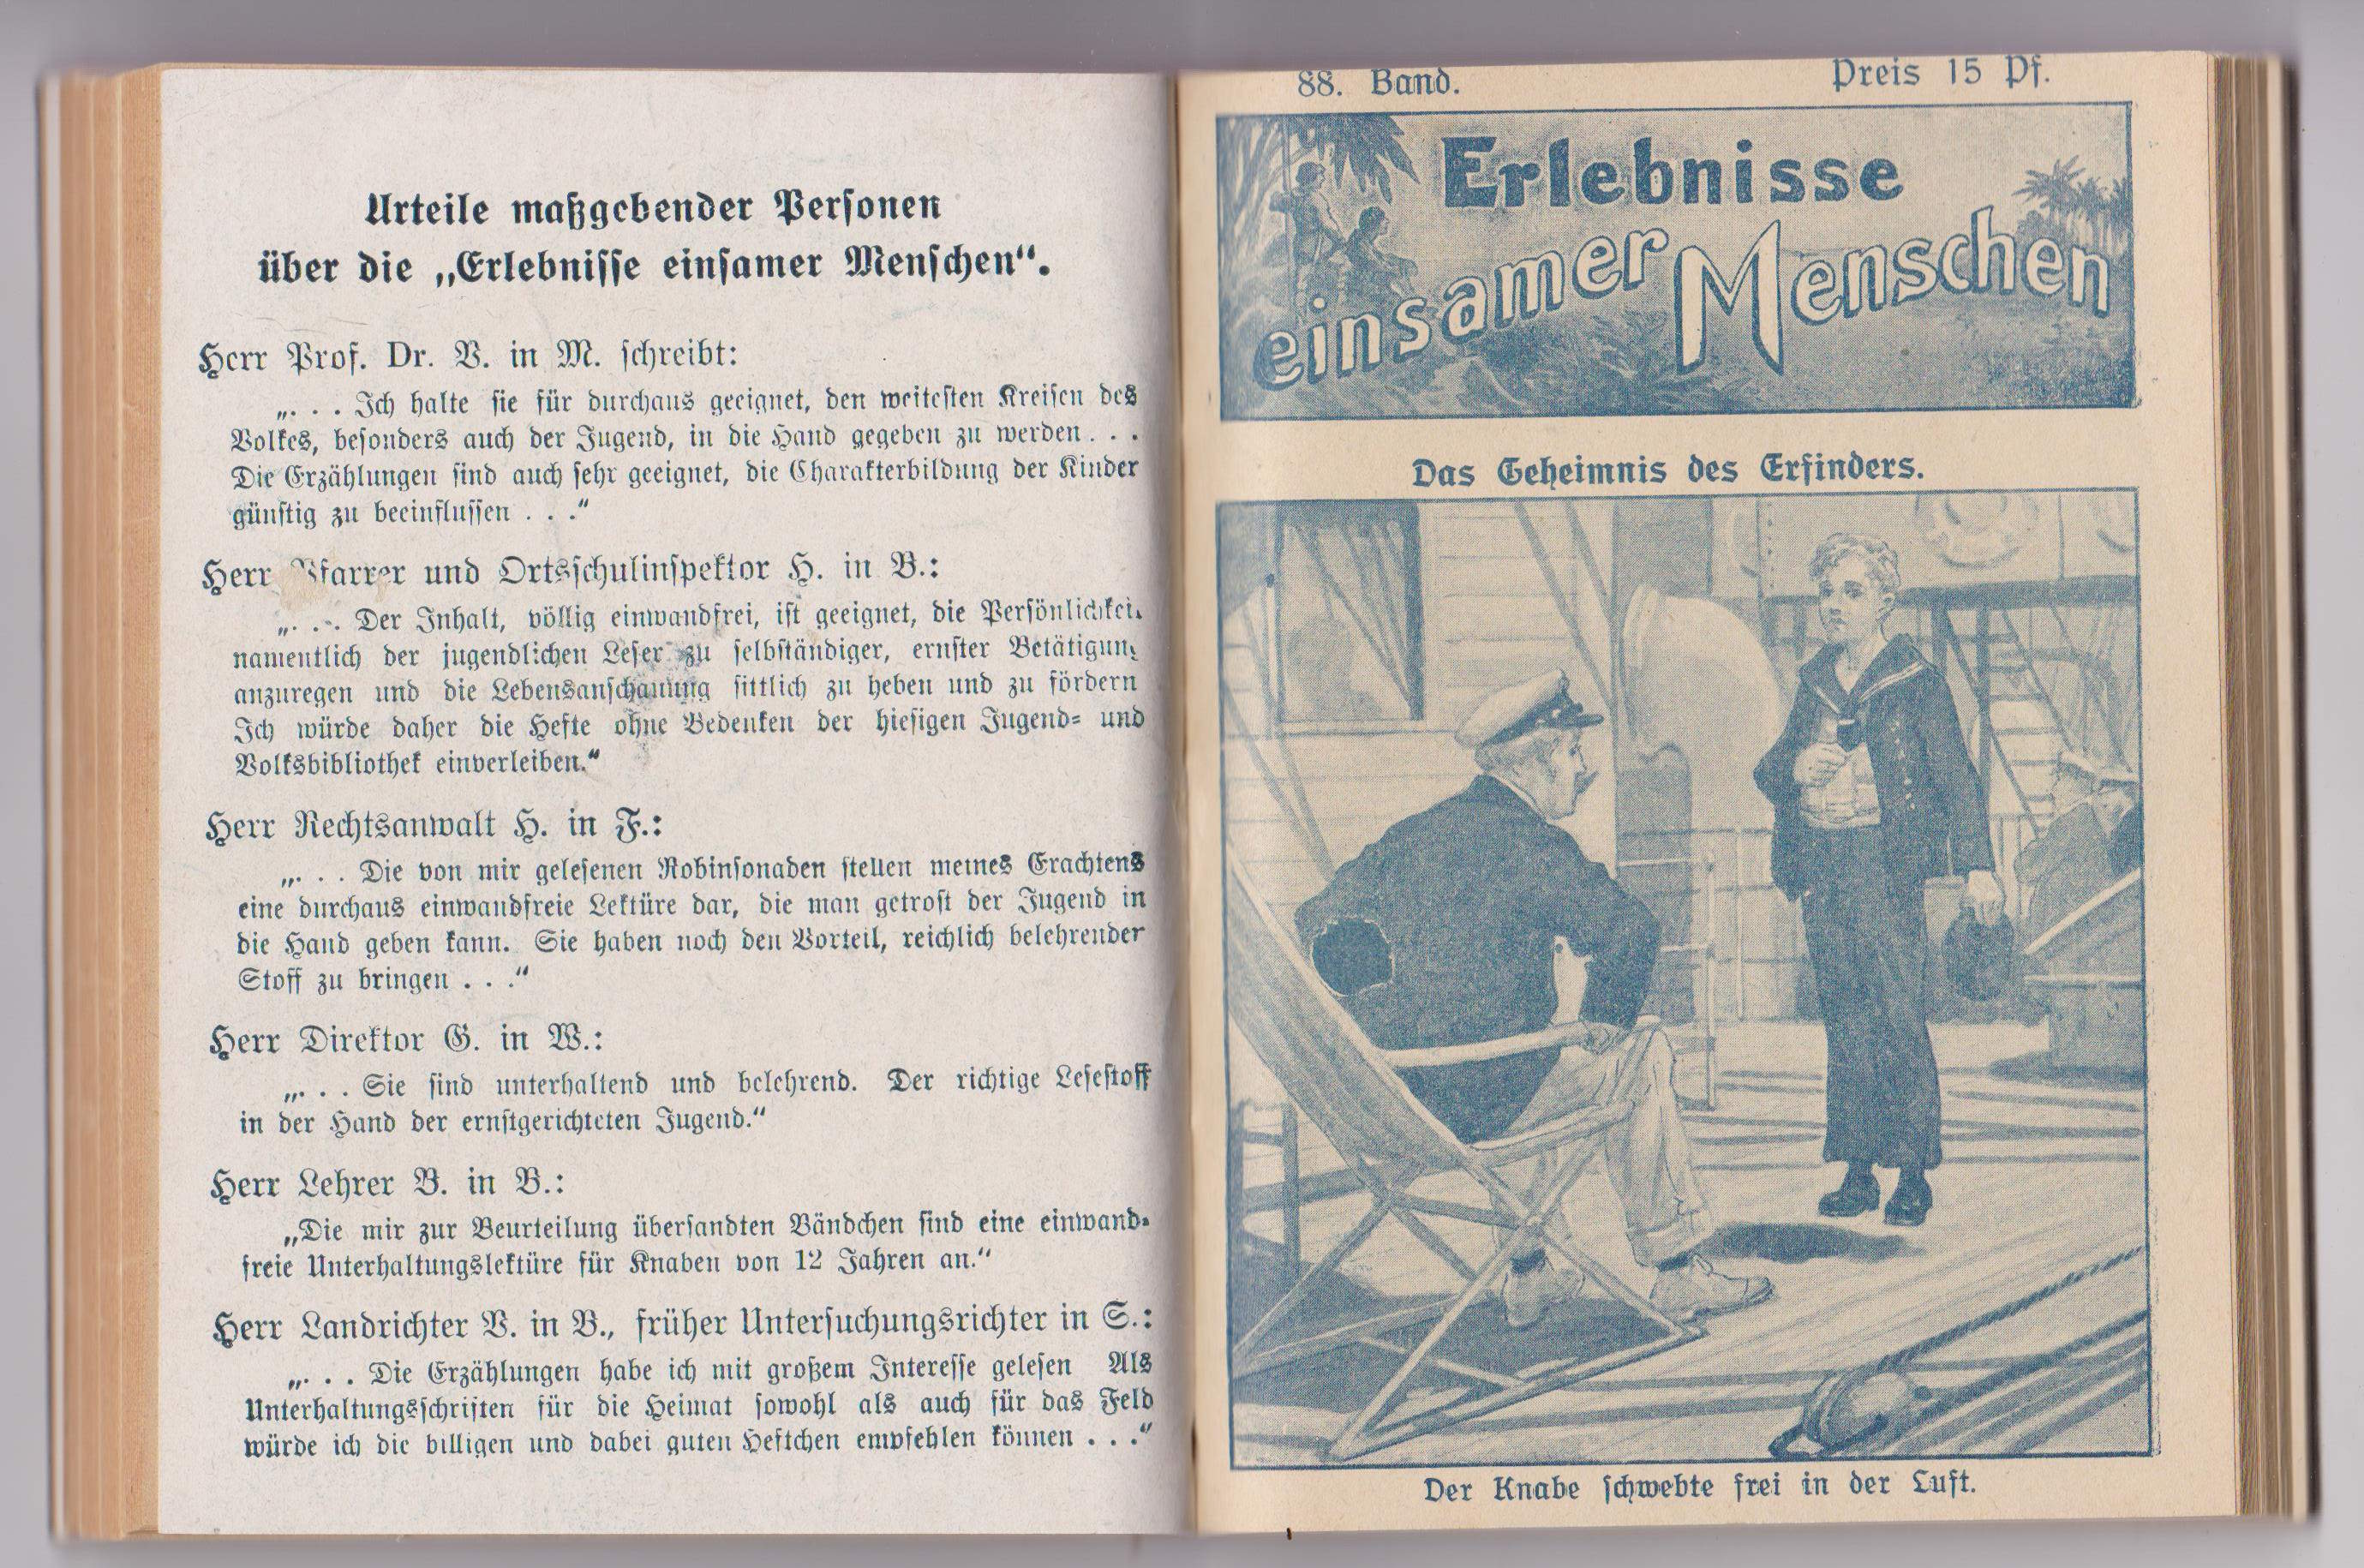 Urteile maßgebender Personen
über die „Erlebnisse einsamer Menschen“.
Herr Prof. Dr. V. in M. schreibt:
„. . . Ich halte sie für durchaus geeignet, den weitesten Kreisen des
Volkes, besonders auch der Jugend, in die Hand gegeben zu werden . . .
Die Erzählungen sind auch sehr geeignet, die Charakterbildung der Kinder
günstig zu beeinflussen . . .“
Herr Pfarrer und Ortsschulinspektor H. in B.:
„. . . Der Inhalt, völlig einwandfrei, ist geeignet, die Persönlichkei
namentlich der jugendlichen Leser zu selbständiger, ernster Betätigung
anzuregen und die Lebensanschauung sittlich zu heben und zu fördern
Ich würde daher die Hefte ohne Bedenken der hiesigen Jugend- und
Volksbibliothek einverleiben.“
Herr Rechtsanwalt H. in F.:
„. . . Die von mir gelesenen Robinsonaden stellen meines Erachtens
eine durchaus einwandfreie Lektüre dar, die man getrost der Jugend in
die Hand geben kann. Sie haben noch den Vorteil, reichlich belehrender
Stoff zu bringen . . .“
Herr Direktor G. in W.:
„. . . Sie sind unterhaltend und belehrend. Der richtige Lesestoff
in der Hand der ernstgerichteten Jugend.“
Herr Lehrer B. in B.:
„Die mir zur Beurteilung übersandten Bändchen sind eine einwand-
freie Unterhaltungslektüre für Knaben von 12 Jahren an.“
Herr Landrichter V. in B., früher Untersuchungsrichter in S.:
„. . . Die Erzählungen habe ich mit großem Interesse gelesen Als
Unterhaltungsschriften für die Heimat sowohl als auch für das Feld
würde ich die billigen und dabei guten Heftchen empfehlen können . . .“
88. Band. Preis 15 Pf.
Erlebnisse
einsamer Menschen
Das Geheimnis des Erfinders.
Der Knabe schwebte frei in der Luft.